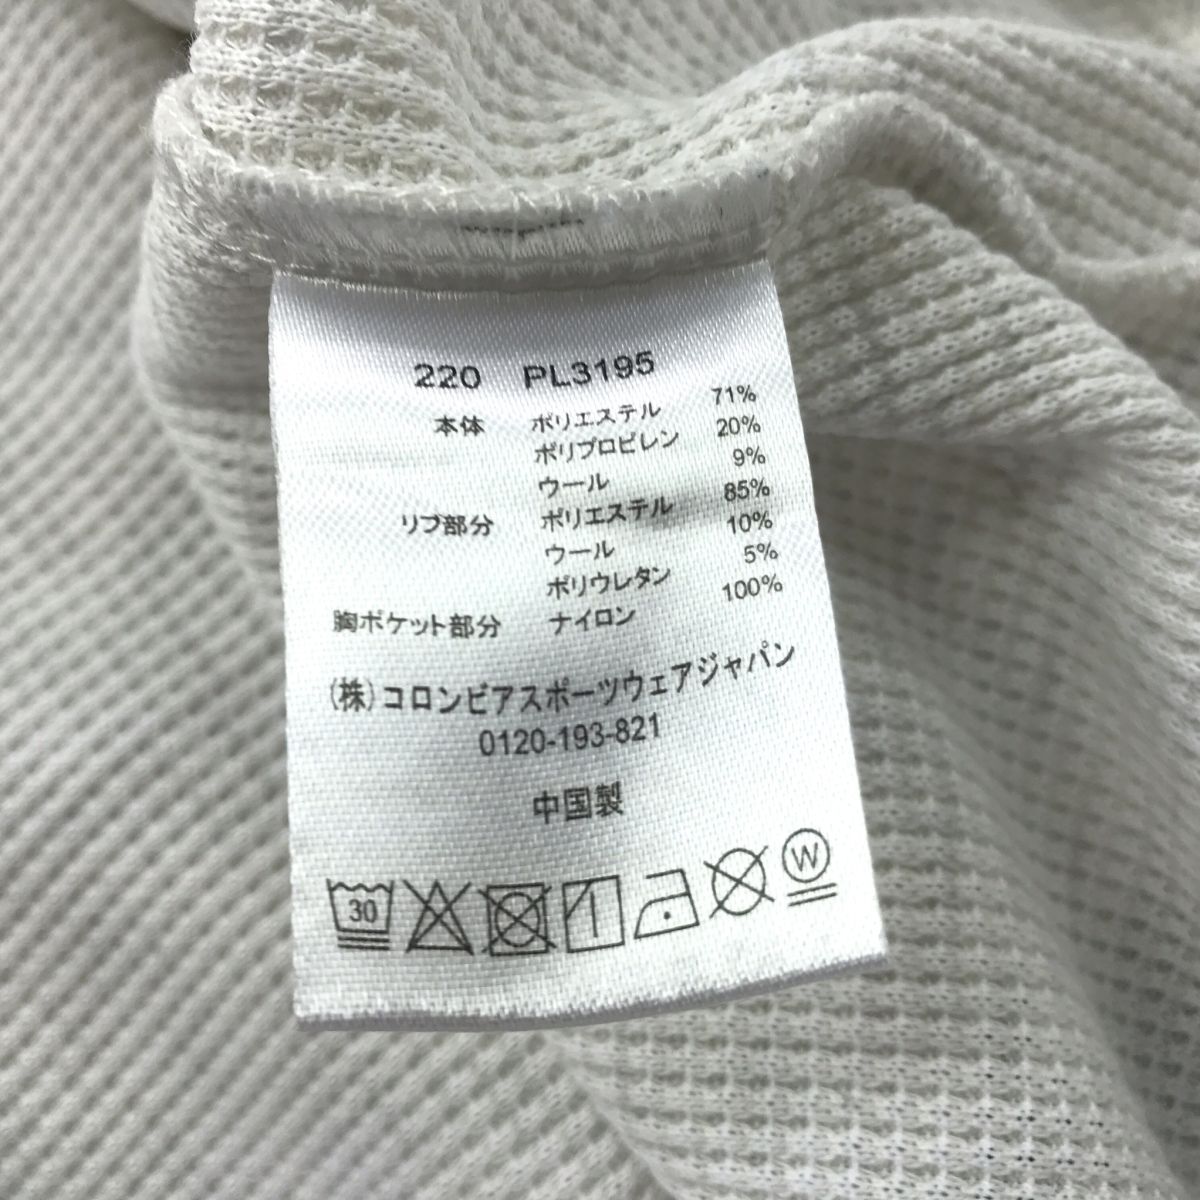 220 PL3195
本体 ポリエステル 71%
ポリプロピレン 20%
ウール 9%
リブ部分 ポリエステル 85%
ウール 10%
ポリウレタン 5%
胸ポケット部分 ナイロン 100%
(株)コロンビアスポーツウェアジャパン
0120-193-821
中国製
30 W